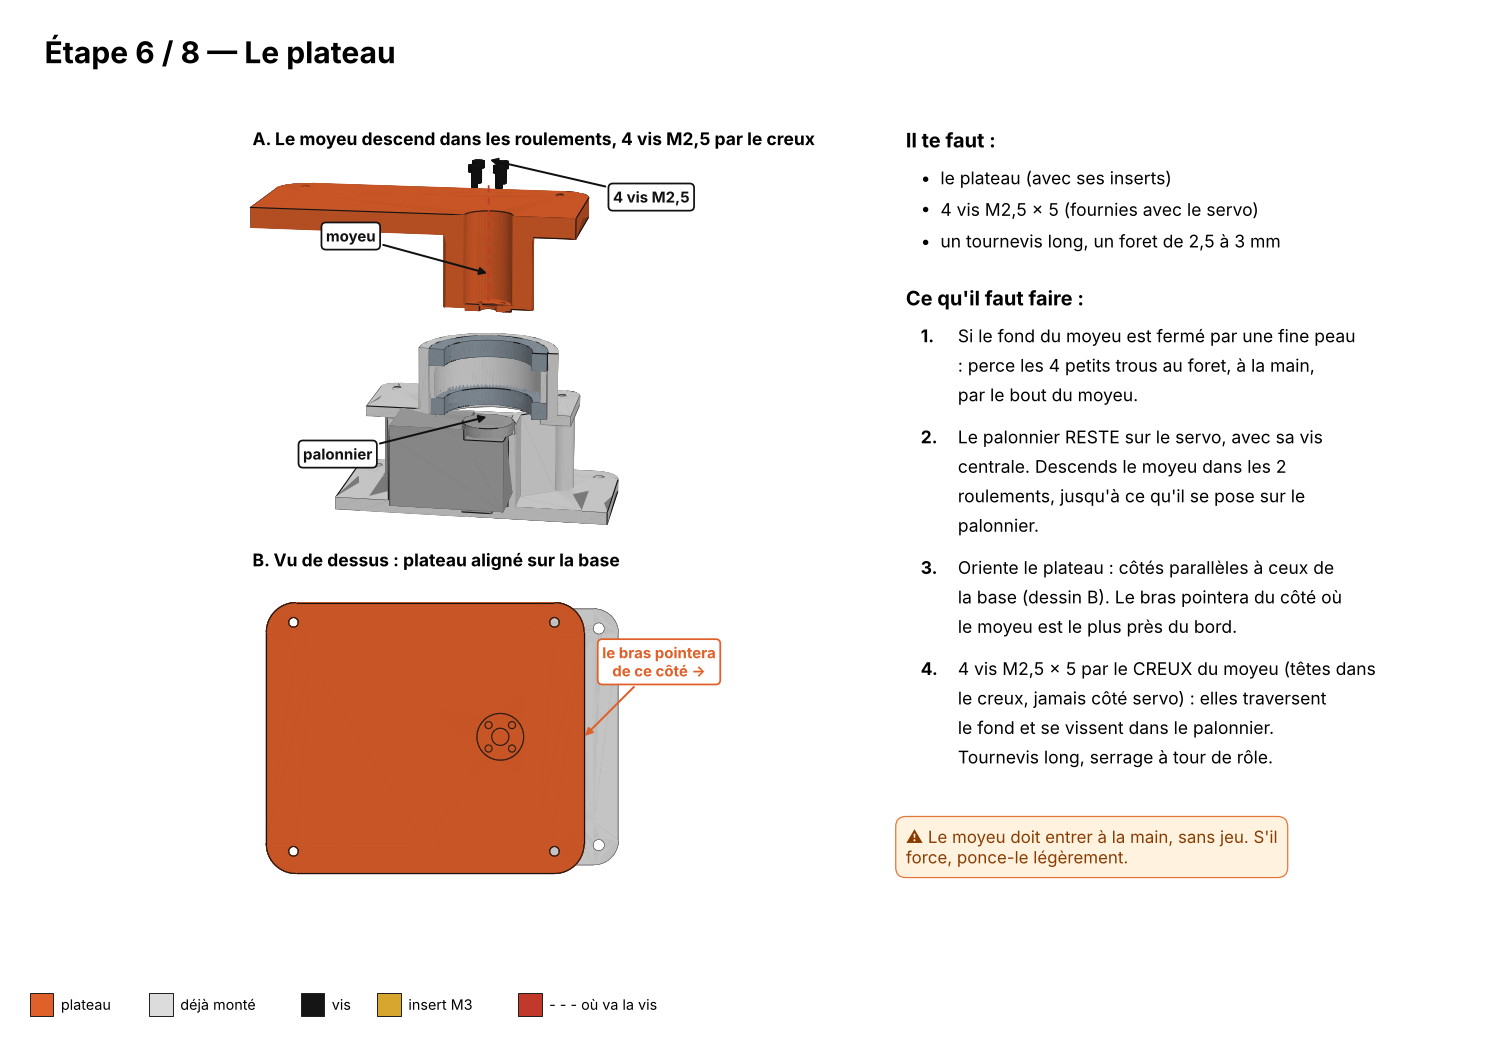 Étape 6 / 8 — Le plateau
A. Le moyeu descend dans les roulements, 4 vis M2,5 par le creux
4 vis M2,5
moyeu
palonnier
B. Vu de dessus : plateau aligné sur la base
le bras pointera
de ce côté →
Il te faut :
• le plateau (avec ses inserts)
• 4 vis M2,5 × 5 (fournies avec le servo)
• un tournevis long, un foret de 2,5 à 3 mm
Ce qu'il faut faire :
1. Si le fond du moyeu est fermé par une fine peau
: perce les 4 petits trous au foret, à la main,
par le bout du moyeu.
2. Le palonnier RESTE sur le servo, avec sa vis
centrale. Descends le moyeu dans les 2
roulements, jusqu'à ce qu'il se pose sur le
palonnier.
3. Oriente le plateau : côtés parallèles à ceux de
la base (dessin B). Le bras pointera du côté où
le moyeu est le plus près du bord.
4. 4 vis M2,5 × 5 par le CREUX du moyeu (têtes dans
le creux, jamais côté servo) : elles traversent
le fond et se vissent dans le palonnier.
Tournevis long, serrage à tour de rôle.
⚠ Le moyeu doit entrer à la main, sans jeu. S'il
force, ponce-le légèrement.
plateau
déjà monté
vis
insert M3
- - - où va la vis